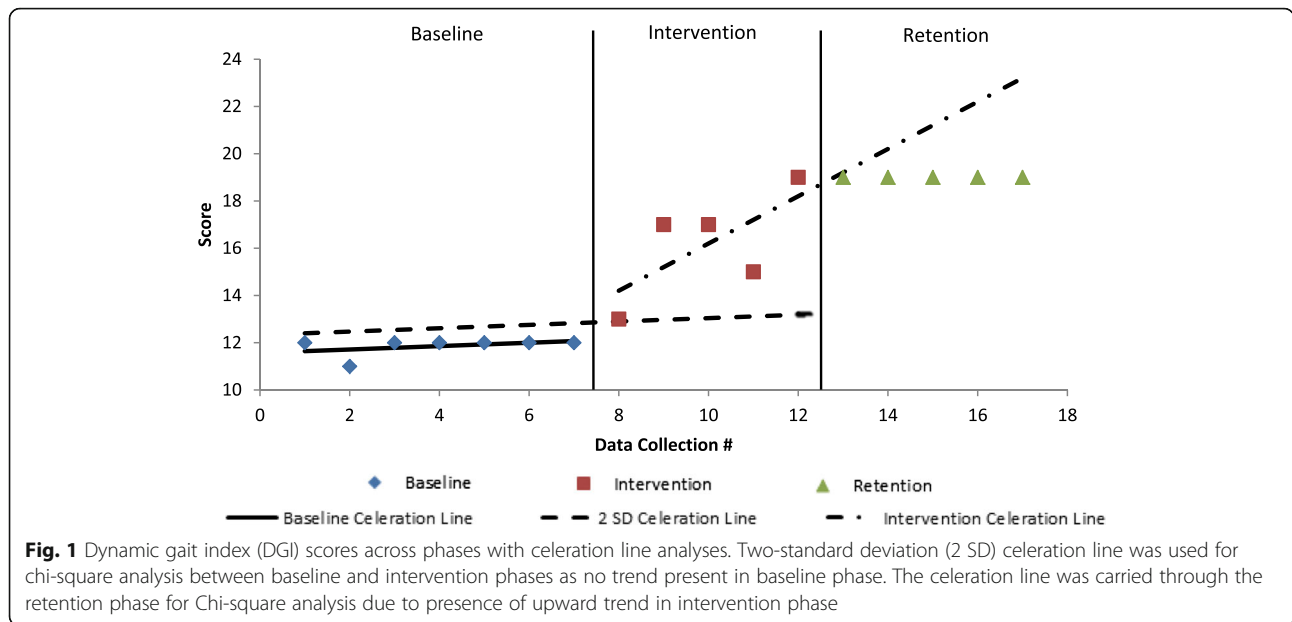 Baseline Intervention Retention
24
22
20
18
16
14
12
10
Score
0 2 4 6 8 10 12 14 16 18
Data Collection #
Baseline Intervention Retention
Baseline Celeration Line 2 SD Celeration Line Intervention Celeration Line
Fig. 1 Dynamic gait index (DGI) scores across phases with celeration line analyses. Two-standard deviation (2 SD) celeration line was used for
chi-square analysis between baseline and intervention phases as no trend present in baseline phase. The celeration line was carried through the
retention phase for Chi-square analysis due to presence of upward trend in intervention phase